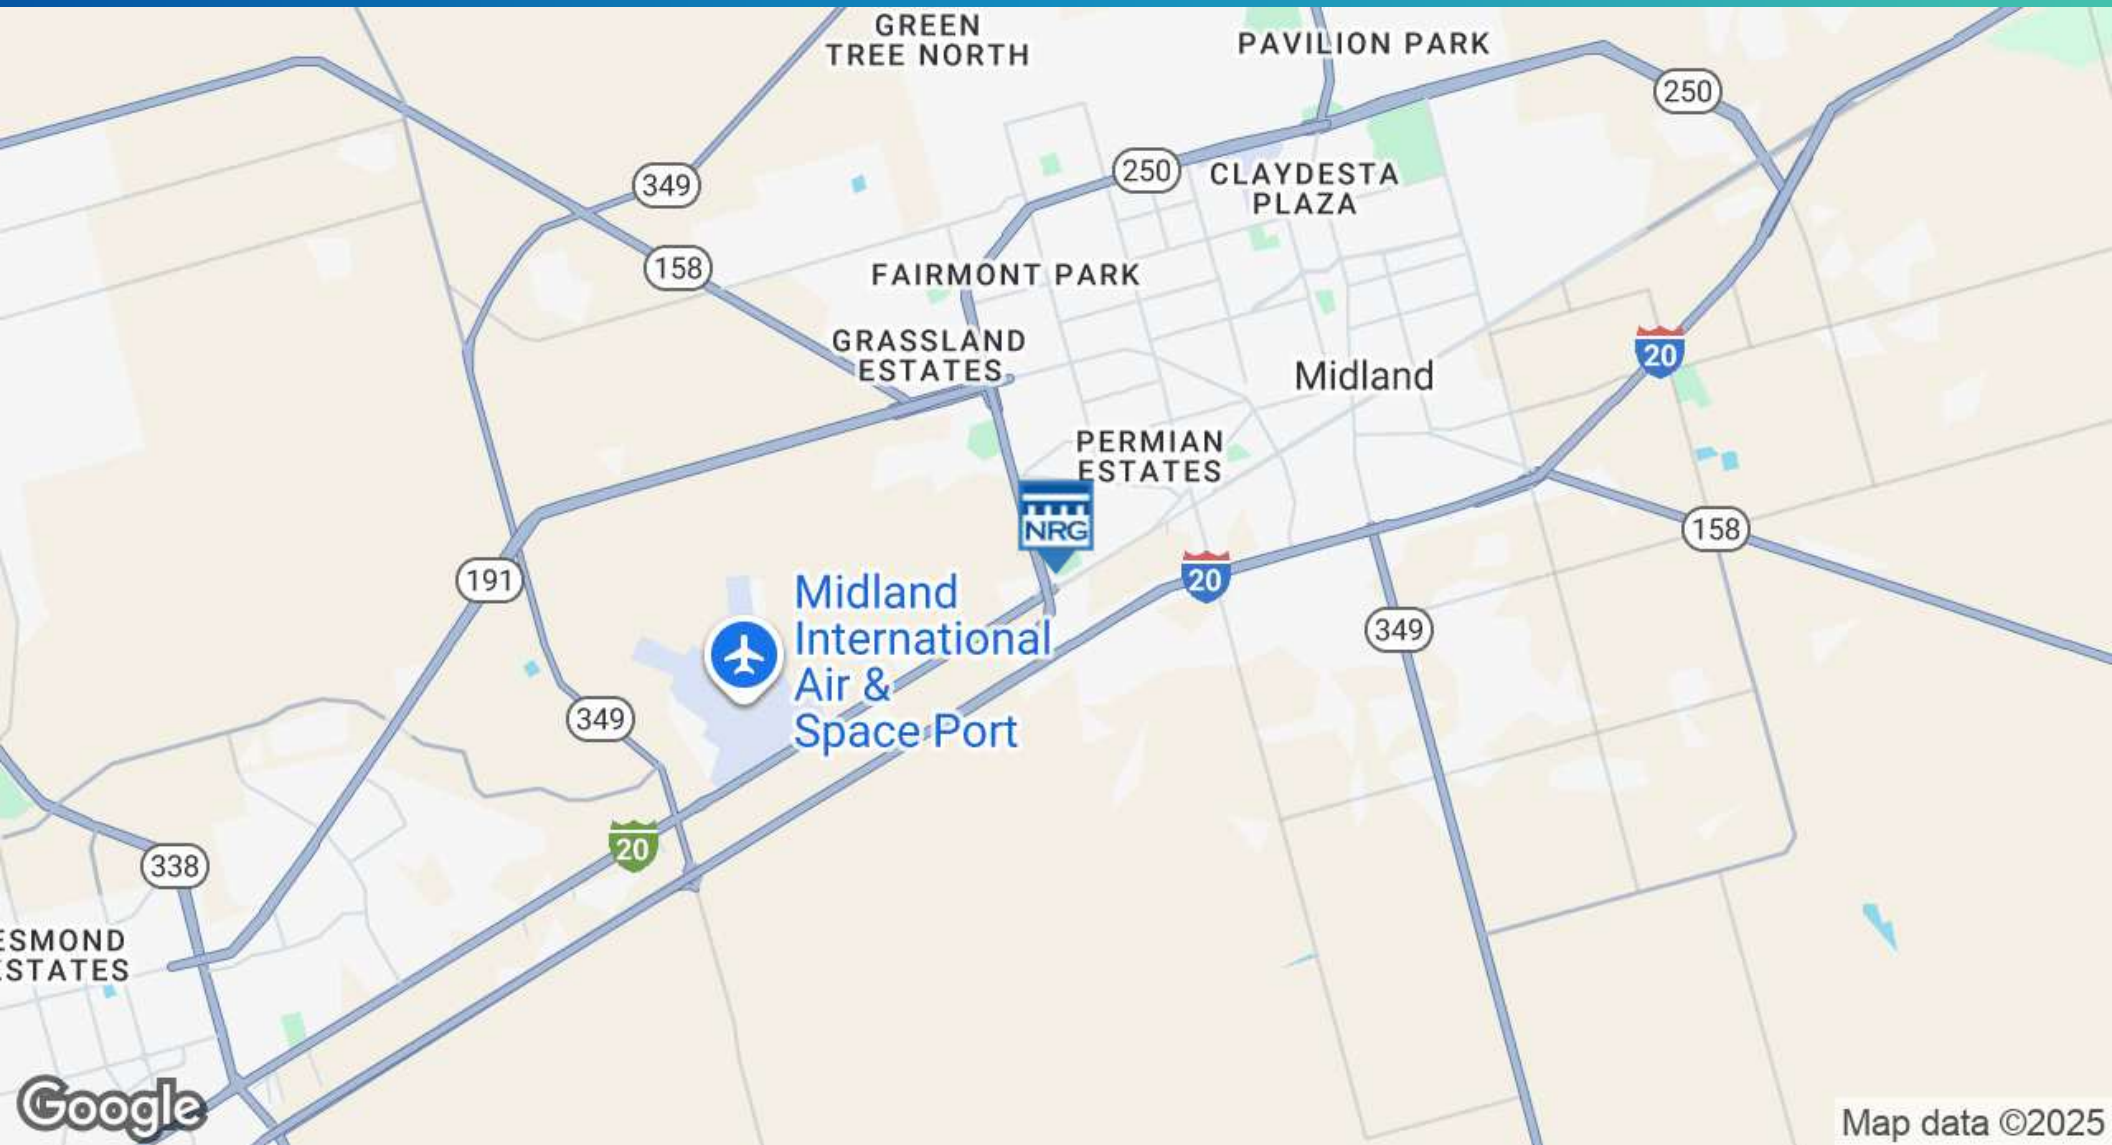 GREEN
TREE NORTH
PAVILION PARK
250
349
250
CLAYDESTA
PLAZA
158
FAIRMONT PARK
GRASSLAND
ESTATES
20
Midland
PERMIAN
ESTATES
NRG
158
191
20
Midland
International
Air &
Space Port
349
349
20
338
ESMOND
ESTATES
Google
Map data ©2025